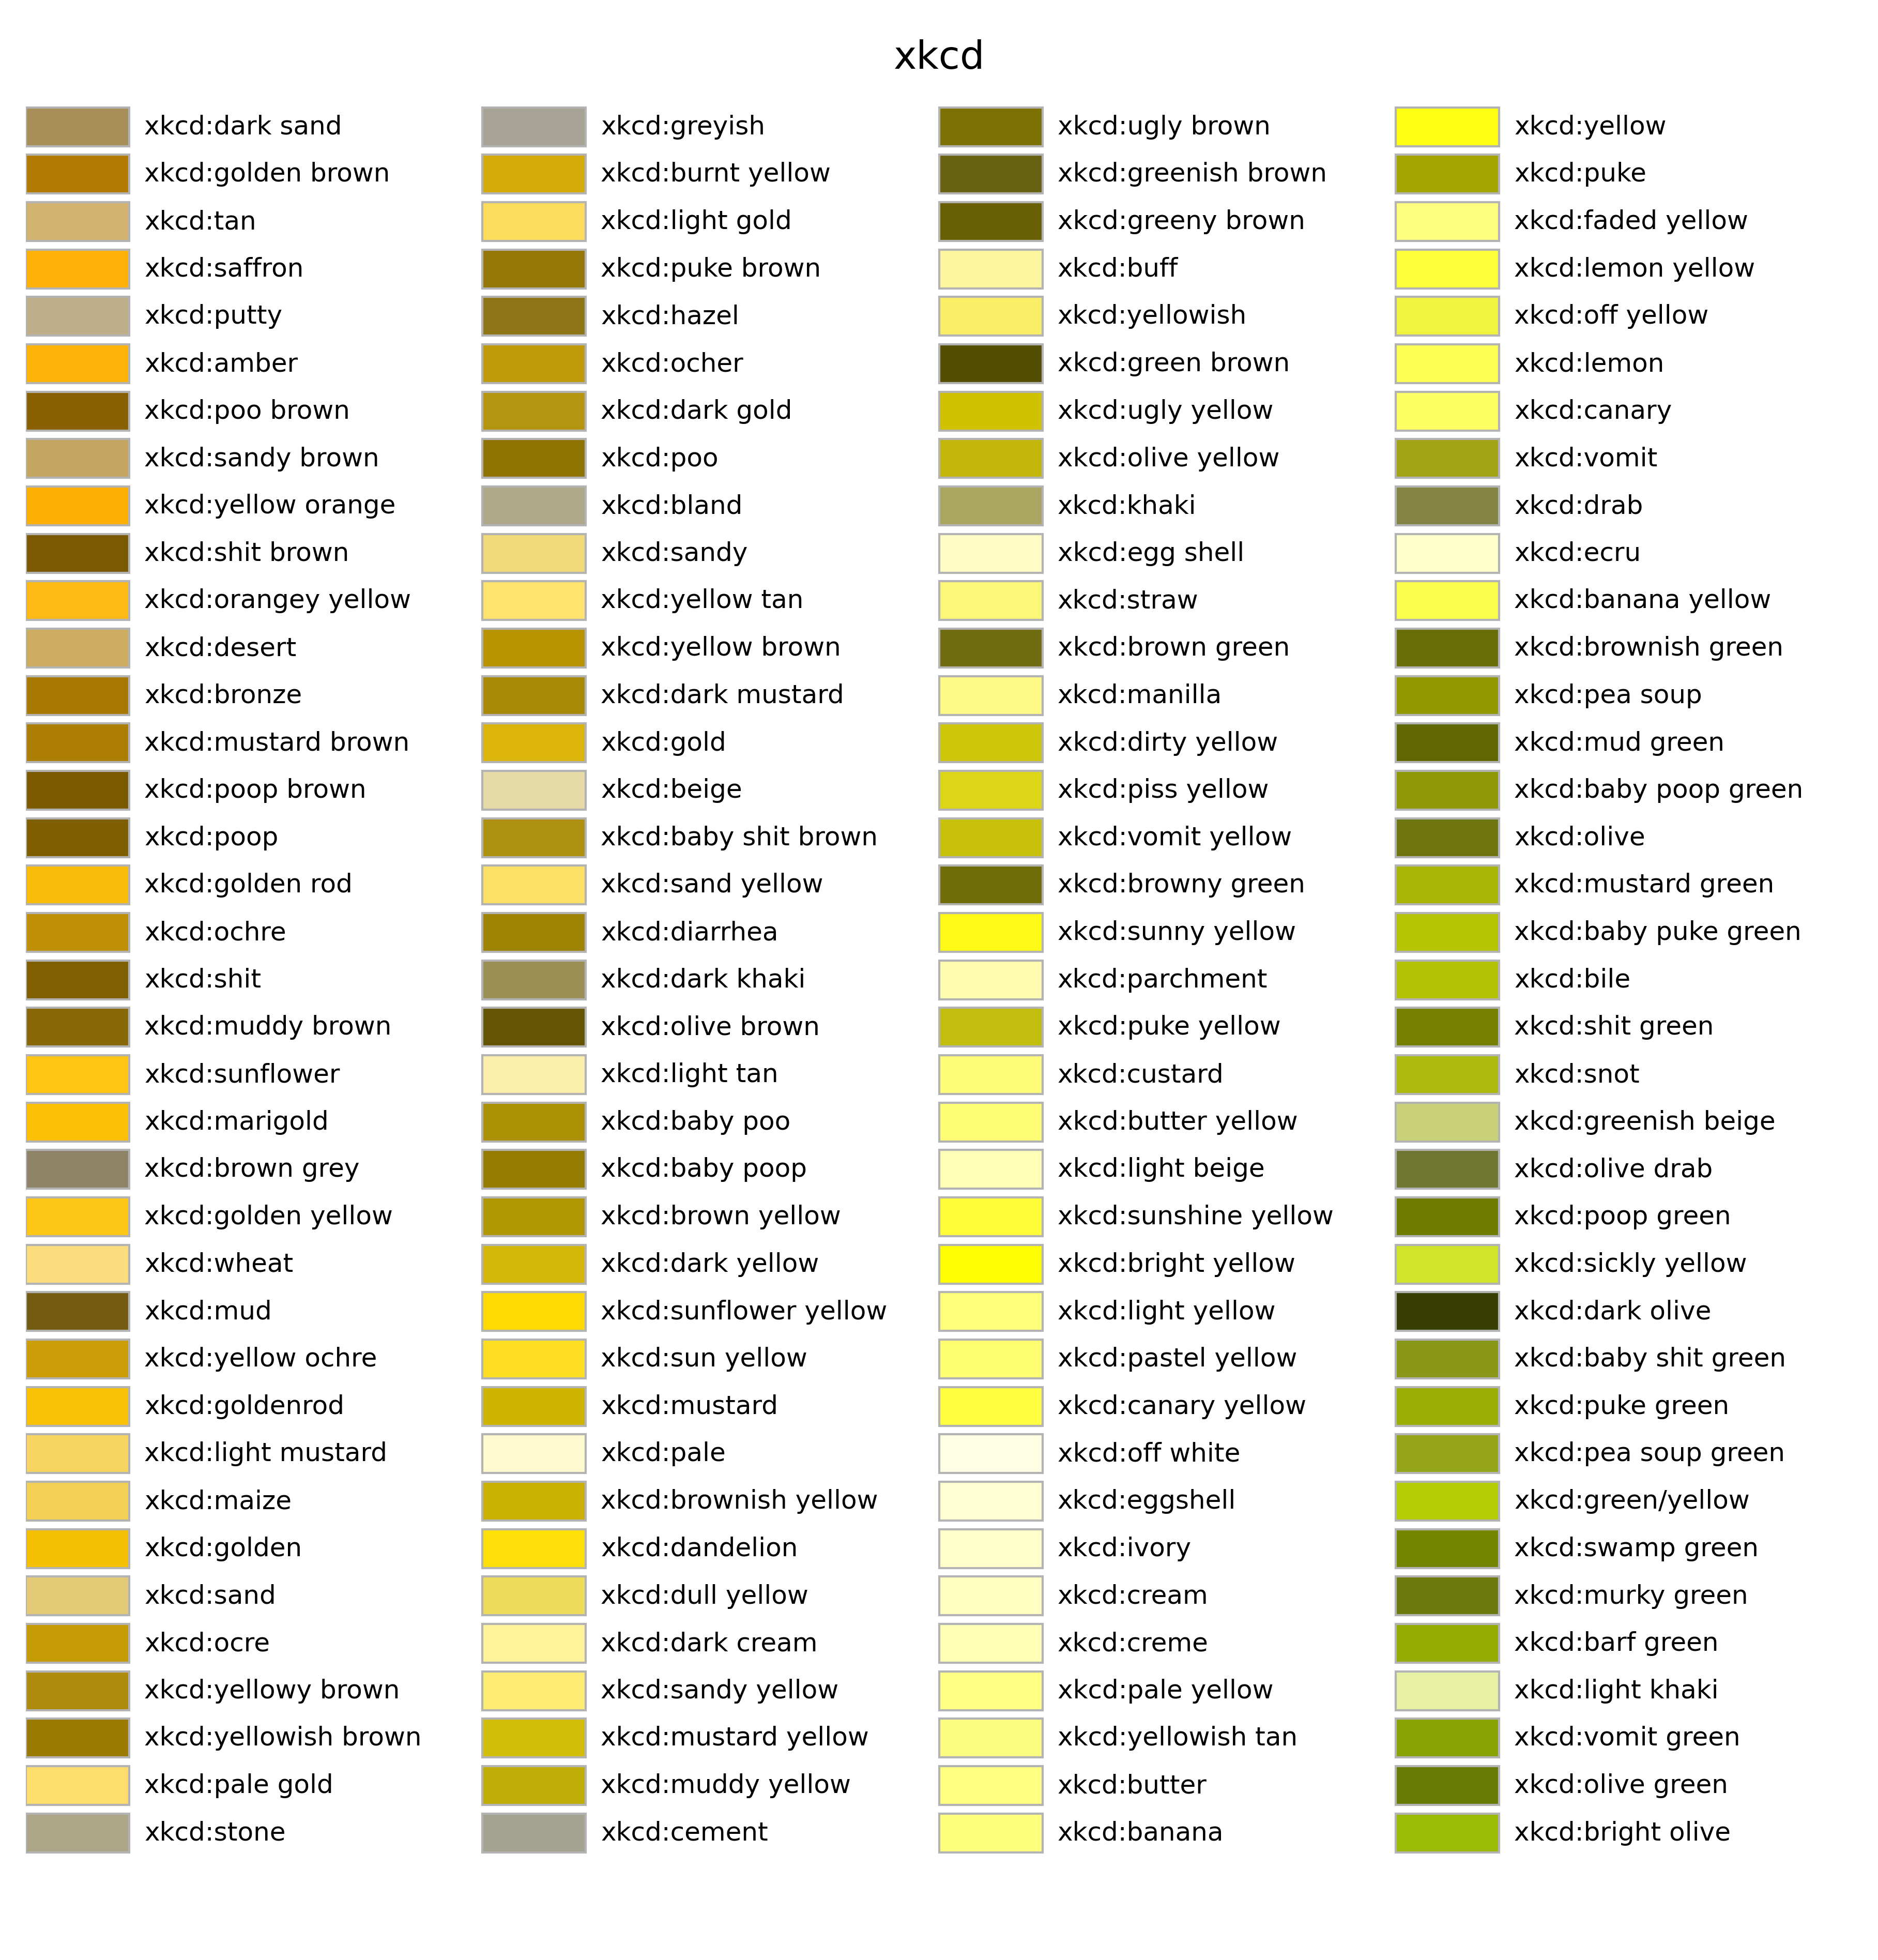 xkcd
xkcd:dark sand
xkcd:golden brown
xkcd:tan
xkcd:saffron
xkcd:putty
xkcd:amber
xkcd:poo brown
xkcd:sandy brown
xkcd:yellow orange
xkcd:shit brown
xkcd:orangey yellow
xkcd:desert
xkcd:bronze
xkcd:mustard brown
xkcd:poop brown
xkcd:poop
xkcd:golden rod
xkcd:ochre
xkcd:shit
xkcd:muddy brown
xkcd:sunflower
xkcd:marigold
xkcd:brown grey
xkcd:golden yellow
xkcd:wheat
xkcd:mud
xkcd:yellow ochre
xkcd:goldenrod
xkcd:light mustard
xkcd:maize
xkcd:golden
xkcd:sand
xkcd:ocre
xkcd:yellowy brown
xkcd:yellowish brown
xkcd:pale gold
xkcd:stone
xkcd:greyish
xkcd:burnt yellow
xkcd:light gold
xkcd:puke brown
xkcd:hazel
xkcd:ocher
xkcd:dark gold
xkcd:poo
xkcd:bland
xkcd:sandy
xkcd:yellow tan
xkcd:yellow brown
xkcd:dark mustard
xkcd:gold
xkcd:beige
xkcd:baby shit brown
xkcd:sand yellow
xkcd:diarrhea
xkcd:dark khaki
xkcd:olive brown
xkcd:light tan
xkcd:baby poo
xkcd:baby poop
xkcd:brown yellow
xkcd:dark yellow
xkcd:sunflower yellow
xkcd:sun yellow
xkcd:mustard
xkcd:pale
xkcd:brownish yellow
xkcd:dandelion
xkcd:dull yellow
xkcd:dark cream
xkcd:sandy yellow
xkcd:mustard yellow
xkcd:muddy yellow
xkcd:cement
xkcd:ugly brown
xkcd:greenish brown
xkcd:greeny brown
xkcd:buff
xkcd:yellowish
xkcd:green brown
xkcd:ugly yellow
xkcd:olive yellow
xkcd:khaki
xkcd:egg shell
xkcd:straw
xkcd:brown green
xkcd:manilla
xkcd:dirty yellow
xkcd:piss yellow
xkcd:vomit yellow
xkcd:browny green
xkcd:sunny yellow
xkcd:parchment
xkcd:puke yellow
xkcd:custard
xkcd:butter yellow
xkcd:light beige
xkcd:sunshine yellow
xkcd:bright yellow
xkcd:light yellow
xkcd:pastel yellow
xkcd:canary yellow
xkcd:off white
xkcd:eggshell
xkcd:ivory
xkcd:cream
xkcd:creme
xkcd:pale yellow
xkcd:yellowish tan
xkcd:butter
xkcd:banana
xkcd:yellow
xkcd:puke
xkcd:faded yellow
xkcd:lemon yellow
xkcd:off yellow
xkcd:lemon
xkcd:canary
xkcd:vomit
xkcd:drab
xkcd:ecru
xkcd:banana yellow
xkcd:brownish green
xkcd:pea soup
xkcd:mud green
xkcd:baby poop green
xkcd:olive
xkcd:mustard green
xkcd:baby puke green
xkcd:bile
xkcd:shit green
xkcd:snot
xkcd:greenish beige
xkcd:olive drab
xkcd:poop green
xkcd:sickly yellow
xkcd:dark olive
xkcd:baby shit green
xkcd:puke green
xkcd:pea soup green
xkcd:green/yellow
xkcd:swamp green
xkcd:murky green
xkcd:barf green
xkcd:light khaki
xkcd:vomit green
xkcd:olive green
xkcd:bright olive